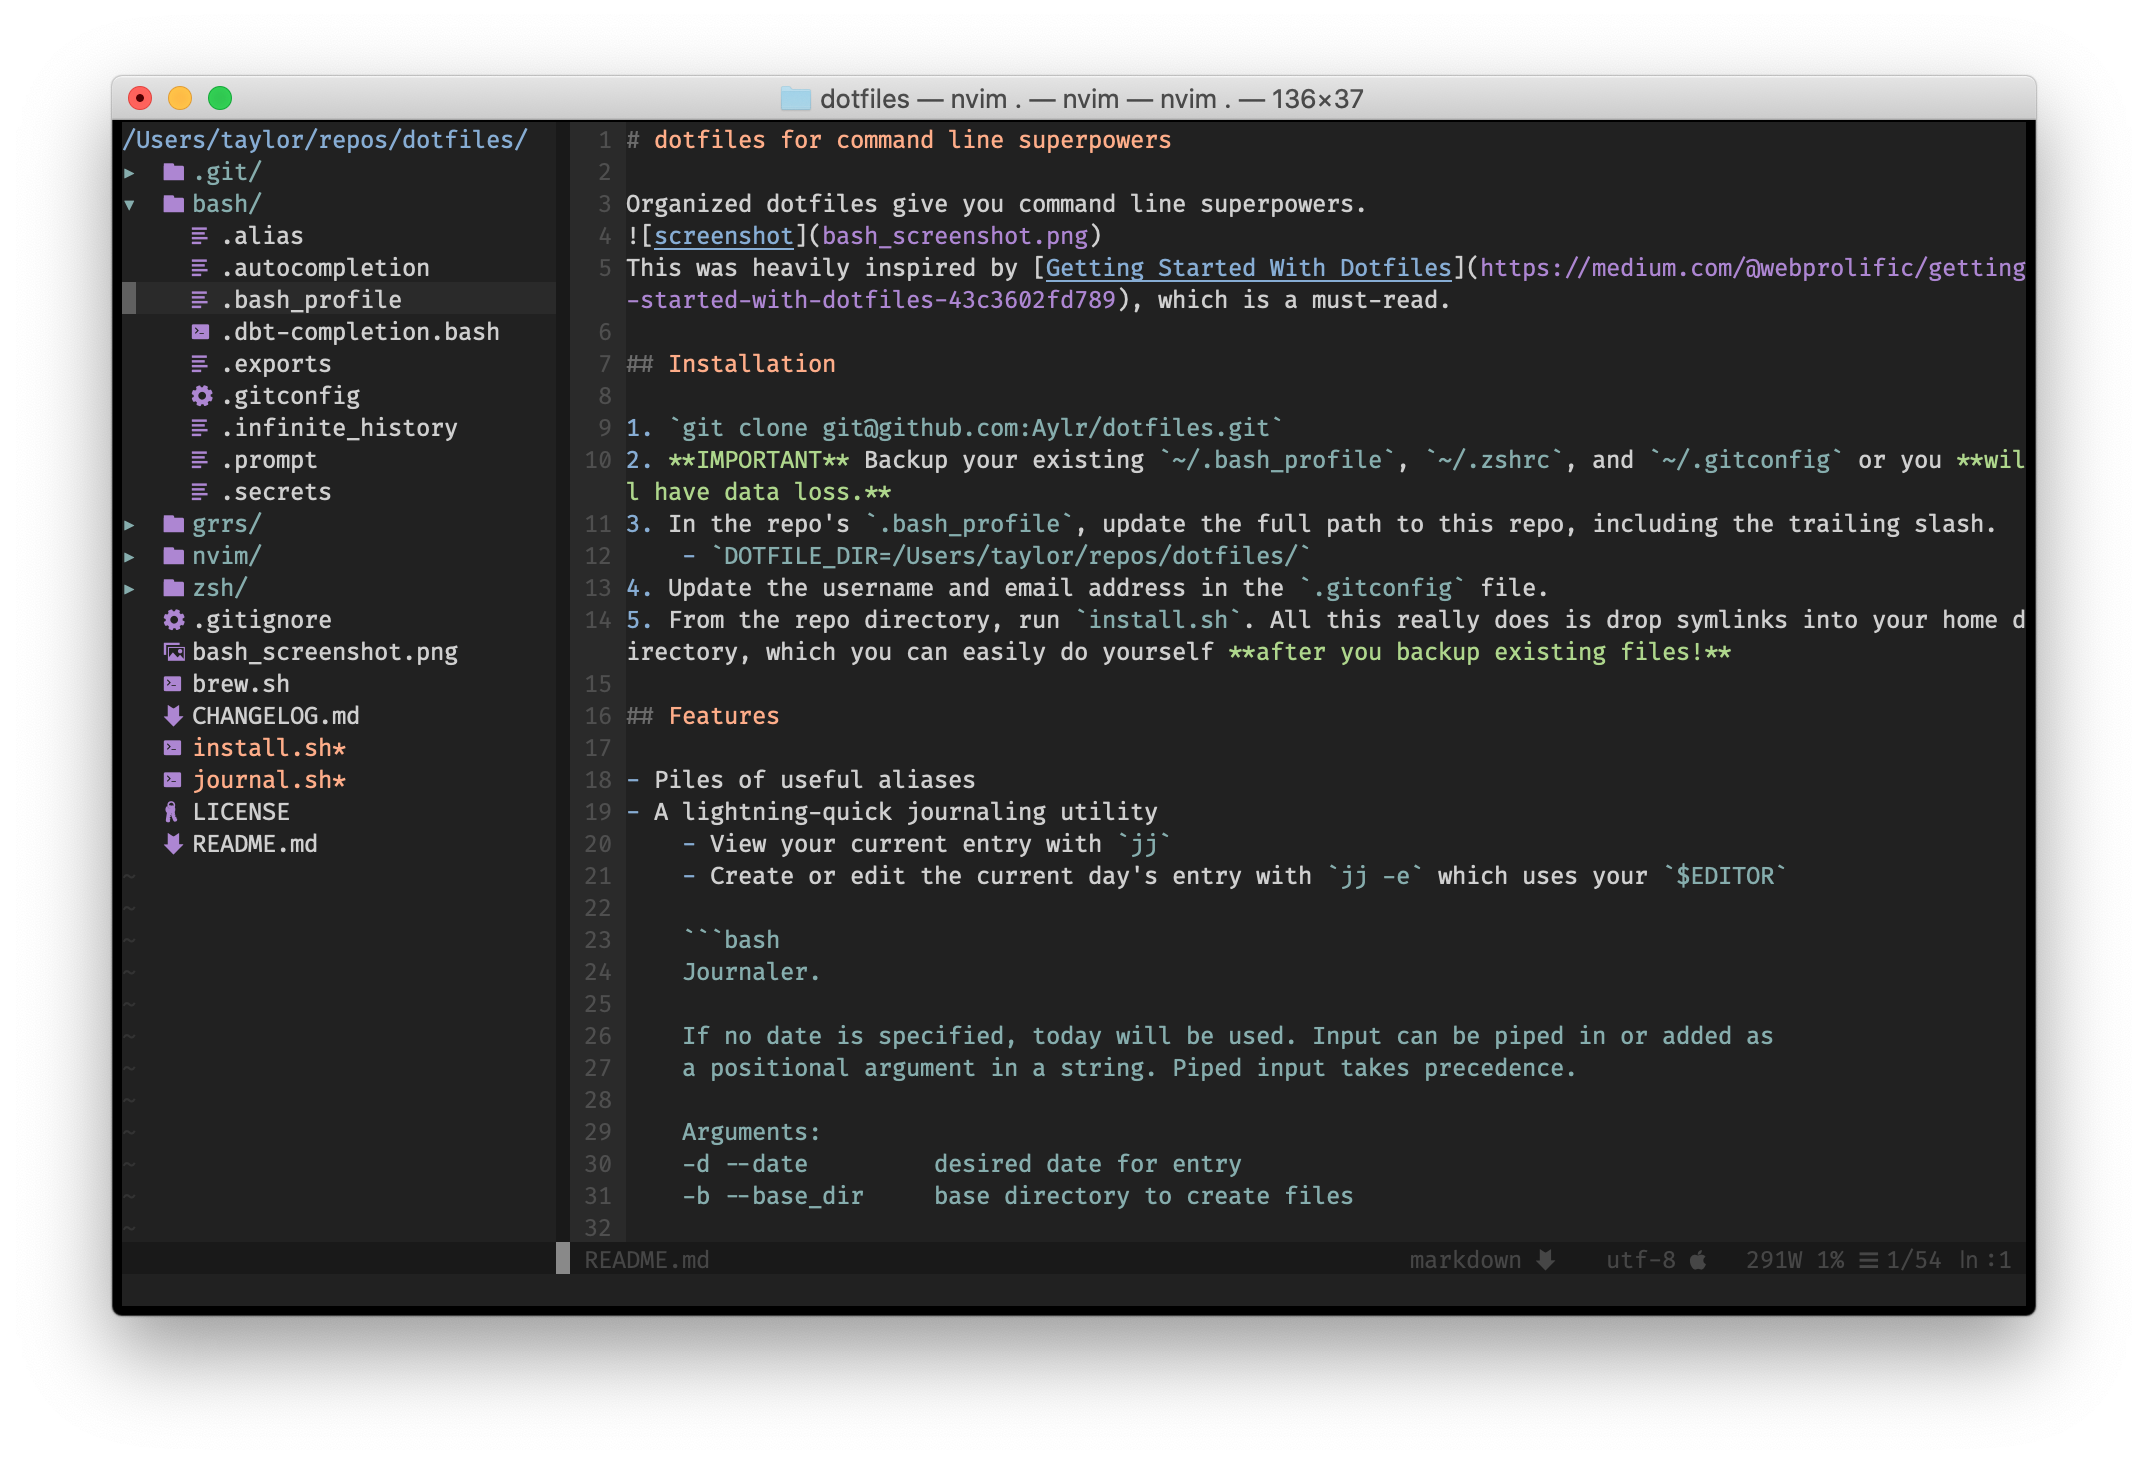 dotfiles — nvim . — nvim — nvim . — 136×37
/Users/taylor/repos/dotfiles/
▸ .git/
▾ bash/
.alias
.autocompletion
.bash_profile
.dbt-completion.bash
.exports
.gitconfig
.infinite_history
.prompt
.secrets
▸ grrs/
▸ nvim/
▸ zsh/
.gitignore
bash_screenshot.png
brew.sh
CHANGELOG.md
install.sh*
journal.sh*
LICENSE
README.md
~
~
~
~
~
~
~
~
~
~
~
~
1 # dotfiles for command line superpowers
2
3 Organized dotfiles give you command line superpowers.
4 ![screenshot](bash_screenshot.png)
5 This was heavily inspired by [Getting Started With Dotfiles](https://medium.com/@webprolific/getting
-started-with-dotfiles-43c3602fd789), which is a must-read.
6
7 ## Installation
8
9 1. `git clone git@github.com:Aylr/dotfiles.git`
10 2. **IMPORTANT** Backup your existing `~/.bash_profile`, `~/.zshrc`, and `~/.gitconfig` or you **wil
l have data loss.**
11 3. In the repo's `.bash_profile`, update the full path to this repo, including the trailing slash.
12     - `DOTFILE_DIR=/Users/taylor/repos/dotfiles/`
13 4. Update the username and email address in the `.gitconfig` file.
14 5. From the repo directory, run `install.sh`. All this really does is drop symlinks into your home d
irectory, which you can easily do yourself **after you backup existing files!**
15
16 ## Features
17
18 - Piles of useful aliases
19 - A lightning-quick journaling utility
20     - View your current entry with `jj`
21     - Create or edit the current day's entry with `jj -e` which uses your `$EDITOR`
22
23     ```bash
24     Journaler.
25
26     If no date is specified, today will be used. Input can be piped in or added as
27     a positional argument in a string. Piped input takes precedence.
28
29     Arguments:
30     -d --date         desired date for entry
31     -b --base_dir     base directory to create files
32
README.md markdown utf-8 291W 1% ☰ 1/54 ln :1